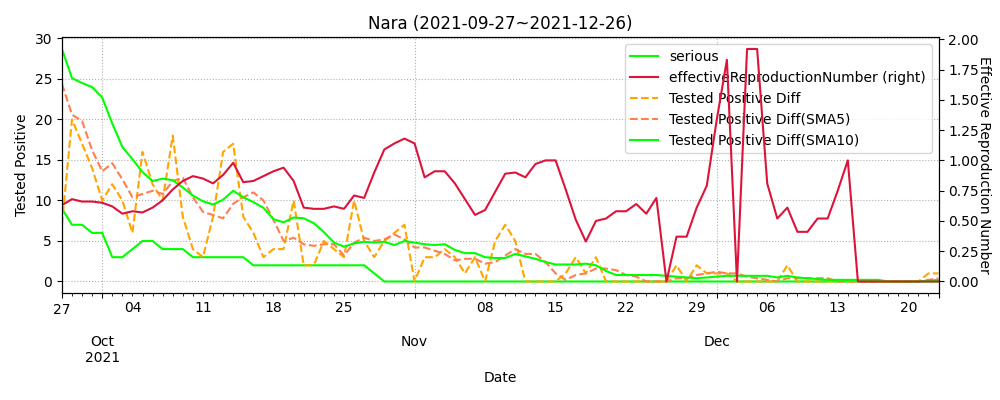 Nara (2021-09-27~2021-12-26)
30
25
20
15
10
5
0
Tested Positive
2.00
1.75
1.50
1.25
1.00
0.75
0.50
0.25
0.00
Effective Reproduction Number
serious
effectiveReproductionNumber (right)
Tested Positive Diff
Tested Positive Diff(SMA5)
Tested Positive Diff(SMA10)
27 04 11 18 25 08 15 22 29 06 13 20
Oct Nov Dec
2021
Date